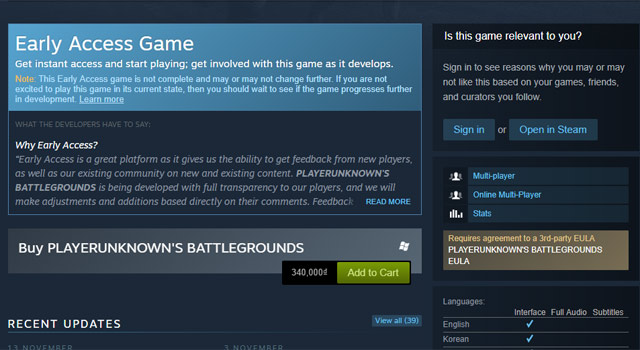 Early Access Game
Get instant access and start playing; get involved with this game as it develops.
Note: This Early Access game is not complete and may or may not change further. If you are
not excited to play this game in its current state, then you should wait to see if the game progresses further
in development. Learn more
WHAT THE DEVELOPERS HAVE TO SAY:
Why Early Access?
"Early Access is a great platform as it gives us the ability to get feedback from new players,
as well as our existing community on new and existing content. PLAYERUNKNOWN'S
BATTLEGROUNDS is being developed with full transparency to our players, and we will
make adjustments and additions based directly on their comments. Feedback
READ MORE
Buy PLAYERUNKNOWN'S BATTLEGROUNDS
340,000₫
Add to Cart
RECENT UPDATES
View all (39)
13 NOVEMBER
3 NOVEMBER
Is this game relevant to you?
Sign in to see reasons why you may or may
not like this based on your games, friends,
and curators you follow.
Sign in or Open in Steam
Multi-player
Online Multi-Player
Stats
Requires agreement to a 3rd-party EULA
PLAYERUNKNOWN'S BATTLEGROUNDS
EULA
Languages:
Interface Full Audio Subtitles
English ✓
Korean ✓